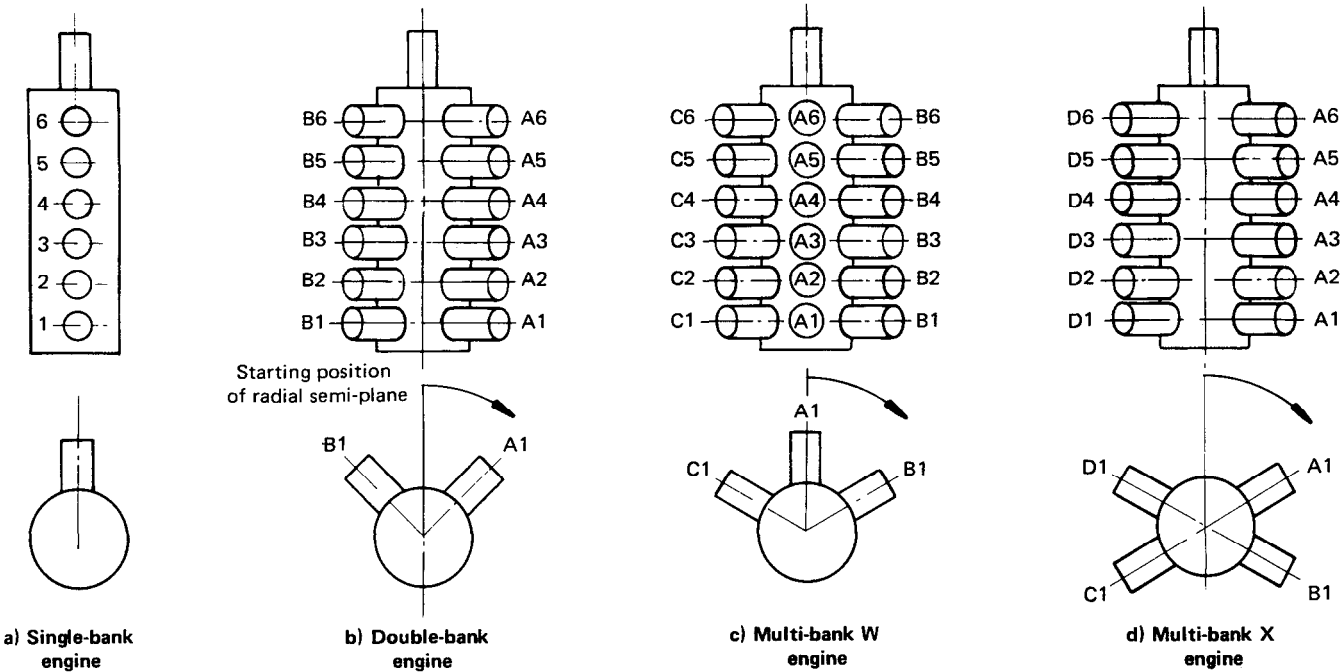 6
5
4
3
2
1
B6 A6
B5 A5
B4 A4
B3 A3
B2 A2
B1 A1
C6 A6 B6
C5 A5 B5
C4 A4 B4
C3 A3 B3
C2 A2 B2
C1 A1 B1
D6 A6
D5 A5
D4 A4
D3 A3
D2 A2
D1 A1
Starting position
of radial semi-plane
B1 A1
A1
C1 B1
D1 A1
C1 B1
a) Single-bank
engine
b) Double-bank
engine
c) Multi-bank W
engine
d) Multi-bank X
engine